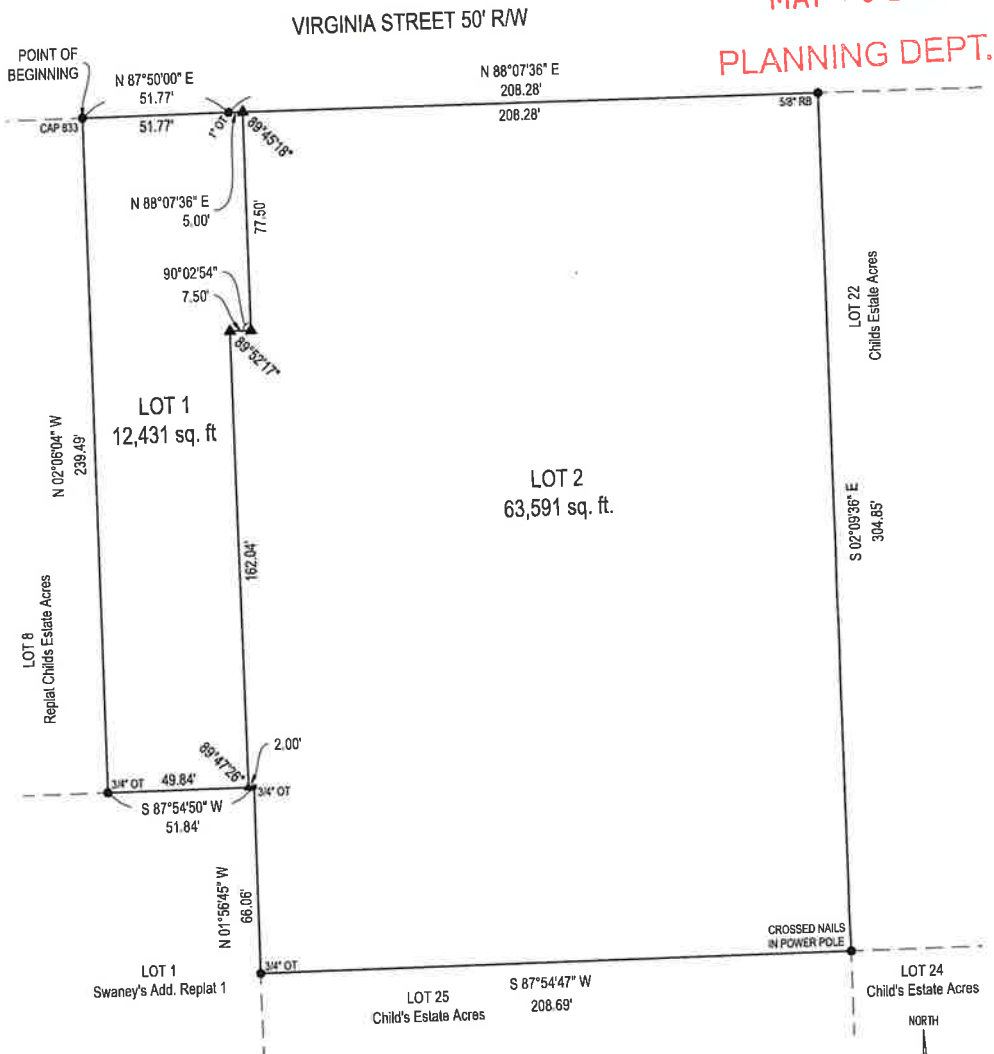 VIRGINIA STREET 50' R/W
PLANNING DEPT.
POINT OF
BEGINNING
N 87°50'00" E
51.77'
N 88°07'36" E
208.28'
CAP 633
51.77'
1" OT
89°45'18"
208.28'
5/8" RB
N 88°07'36" E
5.00'
77.50'
90°02'54"
7.50'
89°52'17"
LOT 22
Childs Estate Acres
LOT 1
12,431 sq. ft
N 02°06'04" W
239.49'
LOT 2
63,591 sq. ft.
S 02°09'36" E
304.85'
162.04'
LOT 8
Replat Childs Estate Acres
89°47'26"
2.00'
3/4" OT
49.84'
3/4" OT
S 87°54'50" W
51.84'
N 01°56'45" W
66.06'
CROSSED NAILS
IN POWER POLE
3/4" OT
LOT 1
Swaney's Add. Replat 1
LOT 25
Child's Estate Acres
S 87°54'47" W
208.69'
LOT 24
Child's Estate Acres
NORTH